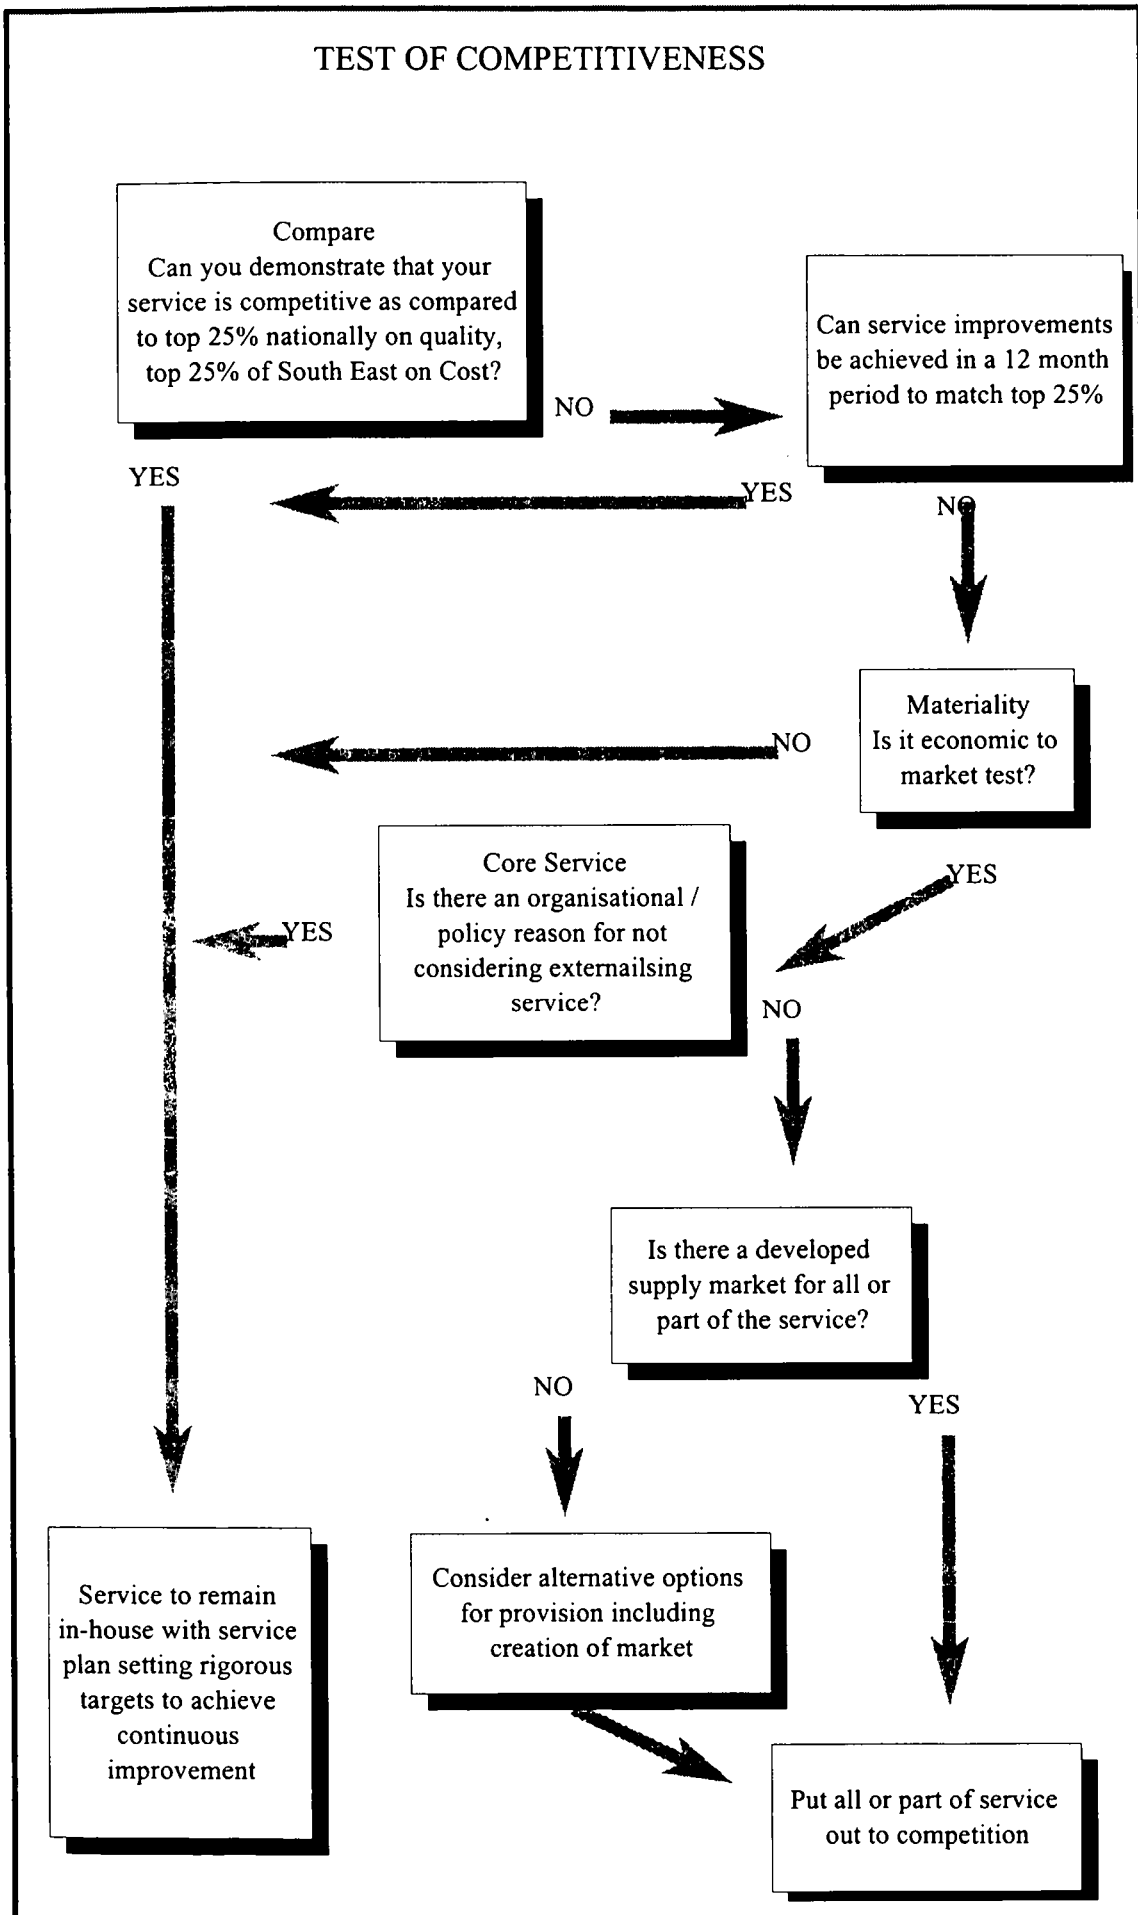 TEST OF COMPETITIVENESS
Compare
Can you demonstrate that your
service is competitive as compared
to top 25% nationally on quality,
top 25% of South East on Cost?
NO
Can service improvements
be achieved in a 12 month
period to match top 25%
YES
YES
NO
Materiality
Is it economic to
market test?
NO
Core Service
Is there an organisational /
policy reason for not
considering externailsing
service?
YES
YES
NO
Is there a developed
supply market for all or
part of the service?
NO
YES
Service to remain
in-house with service
plan setting rigorous
targets to achieve
continuous
improvement
Consider alternative options
for provision including
creation of market
Put all or part of service
out to competition